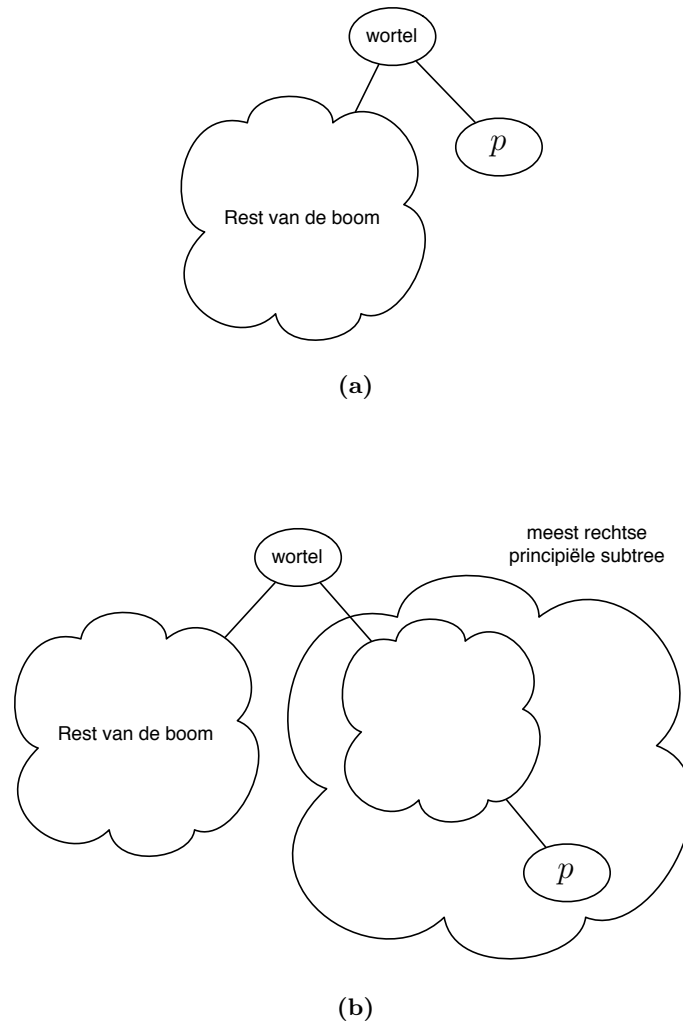 wortel
p
Rest van de boom
(a)
meest rechtse
principiële subtree
wortel
Rest van de boom
p
(b)